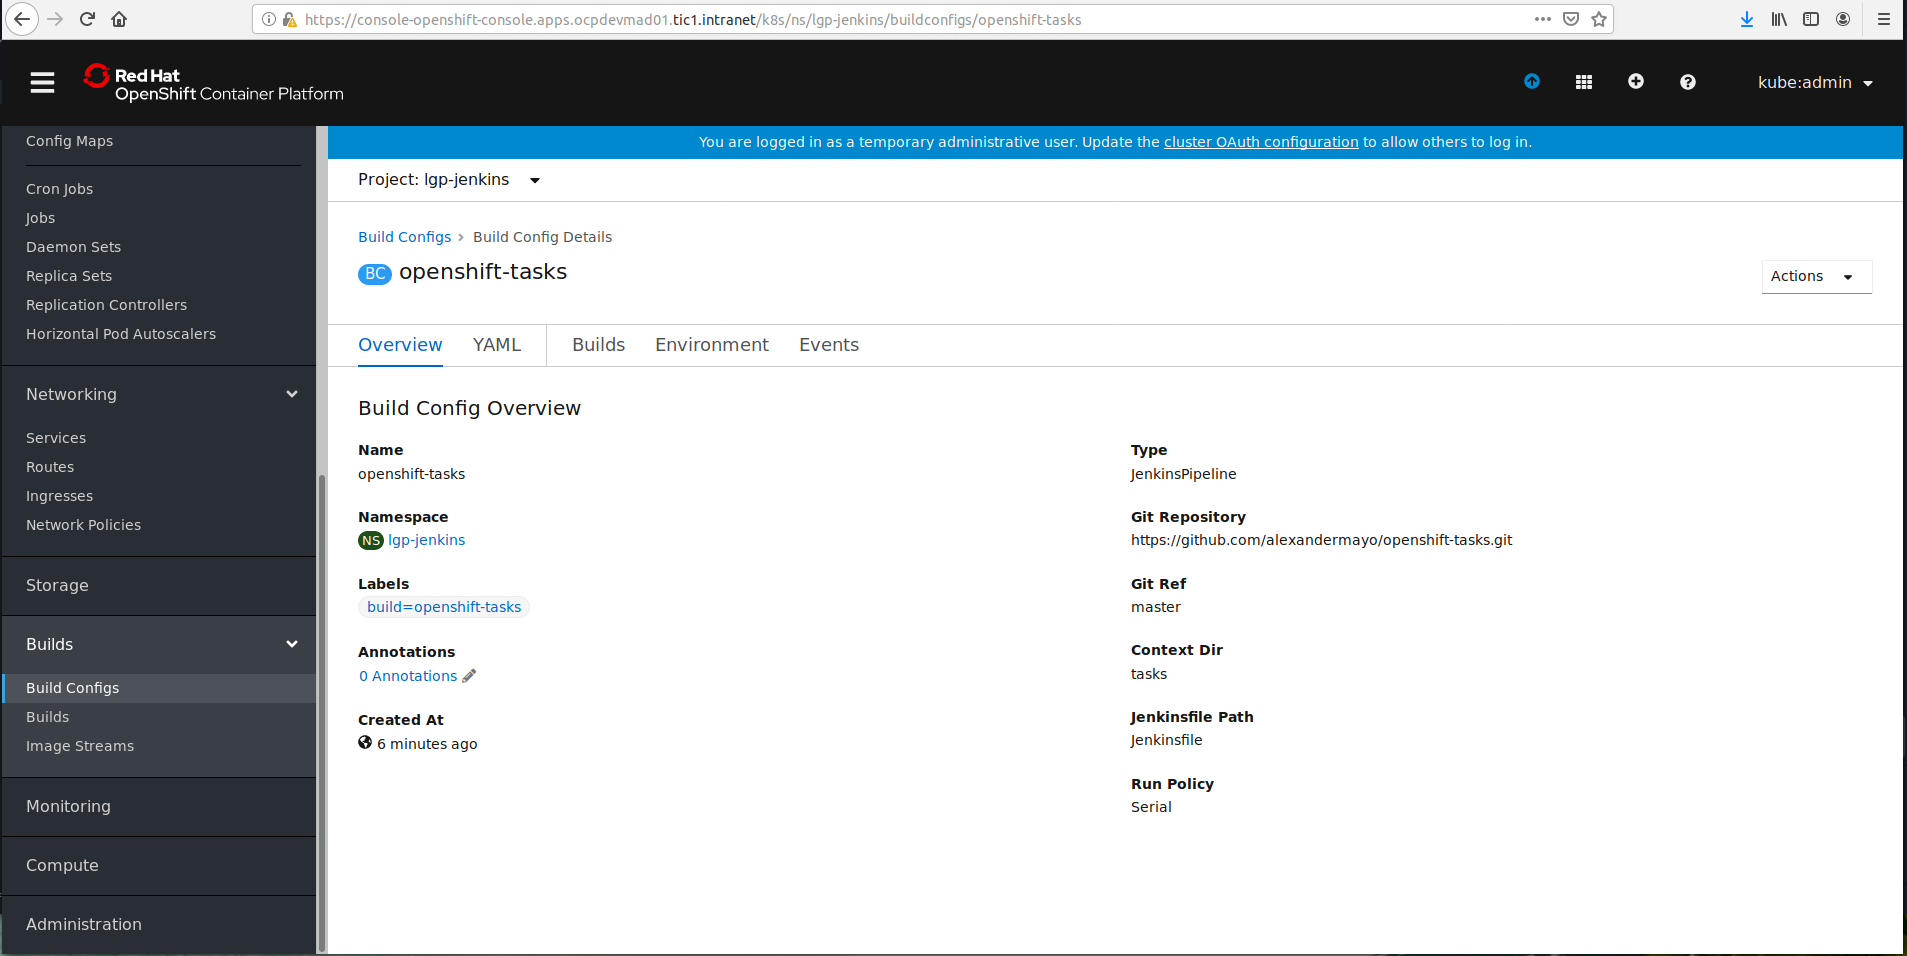 https://console-openshift-console.apps.ocpdevmad01.tic1.intranet/k8s/ns/lgp-jenkins/buildconfigs/openshift-tasks
Red Hat
OpenShift Container Platform
kube:admin
Config Maps
Cron Jobs
Jobs
Daemon Sets
Replica Sets
Replication Controllers
Horizontal Pod Autoscalers
Networking
Services
Routes
Ingresses
Network Policies
Storage
Builds
Build Configs
Builds
Image Streams
Monitoring
Compute
Administration
You are logged in as a temporary administrative user. Update the cluster OAuth configuration to allow others to log in.
Project: lgp-jenkins
Build Configs > Build Config Details
BC openshift-tasks
Actions
Overview YAML Builds Environment Events
Build Config Overview
Name
openshift-tasks
Namespace
NS lgp-jenkins
Labels
build=openshift-tasks
Annotations
0 Annotations
Created At
6 minutes ago
Type
JenkinsPipeline
Git Repository
https://github.com/alexandermayo/openshift-tasks.git
Git Ref
master
Context Dir
tasks
Jenkinsfile Path
Jenkinsfile
Run Policy
Serial